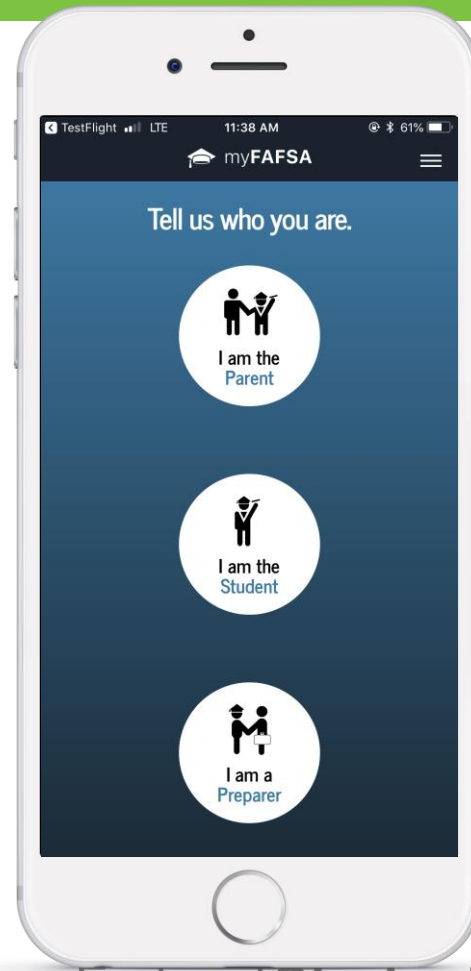 TestFlight LTE 11:38 AM 61%
myFAFSA
Tell us who you are.
I am the
Parent
I am the
Student
I am a
Preparer